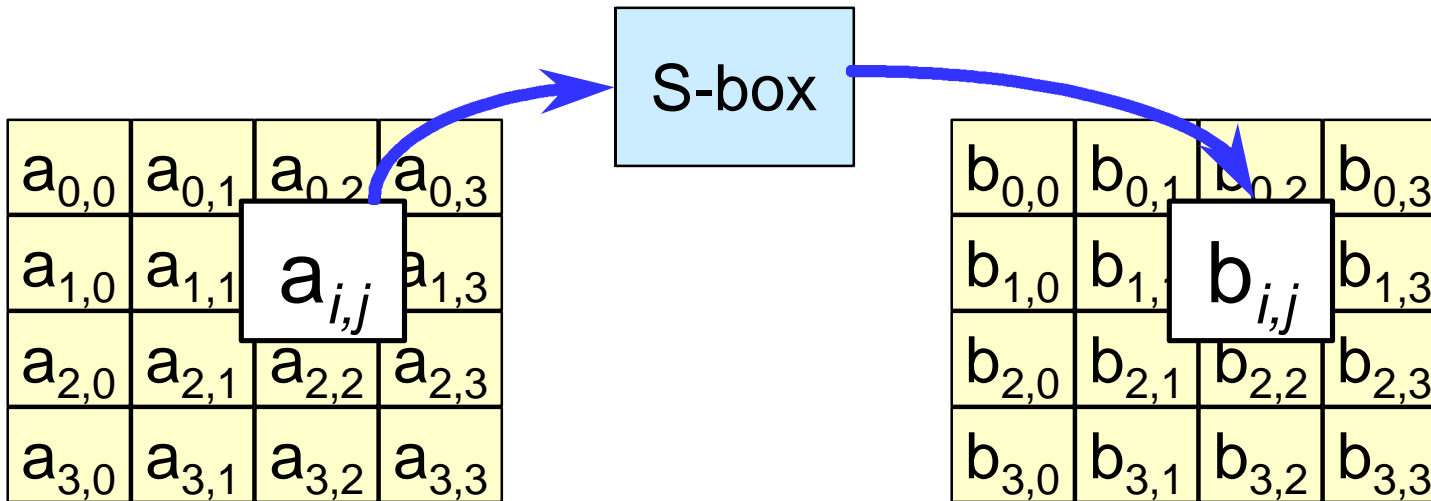 S-box
a0,0 a0,1 a0,2 a0,3
b0,0 b0,1 b0,2 b0,3
a1,0 a1,1 ai,j a1,3
b1,0 b1,1 bi,j b1,3
a2,0 a2,1 a2,2 a2,3
b2,0 b2,1 b2,2 b2,3
a3,0 a3,1 a3,2 a3,3
b3,0 b3,1 b3,2 b3,3